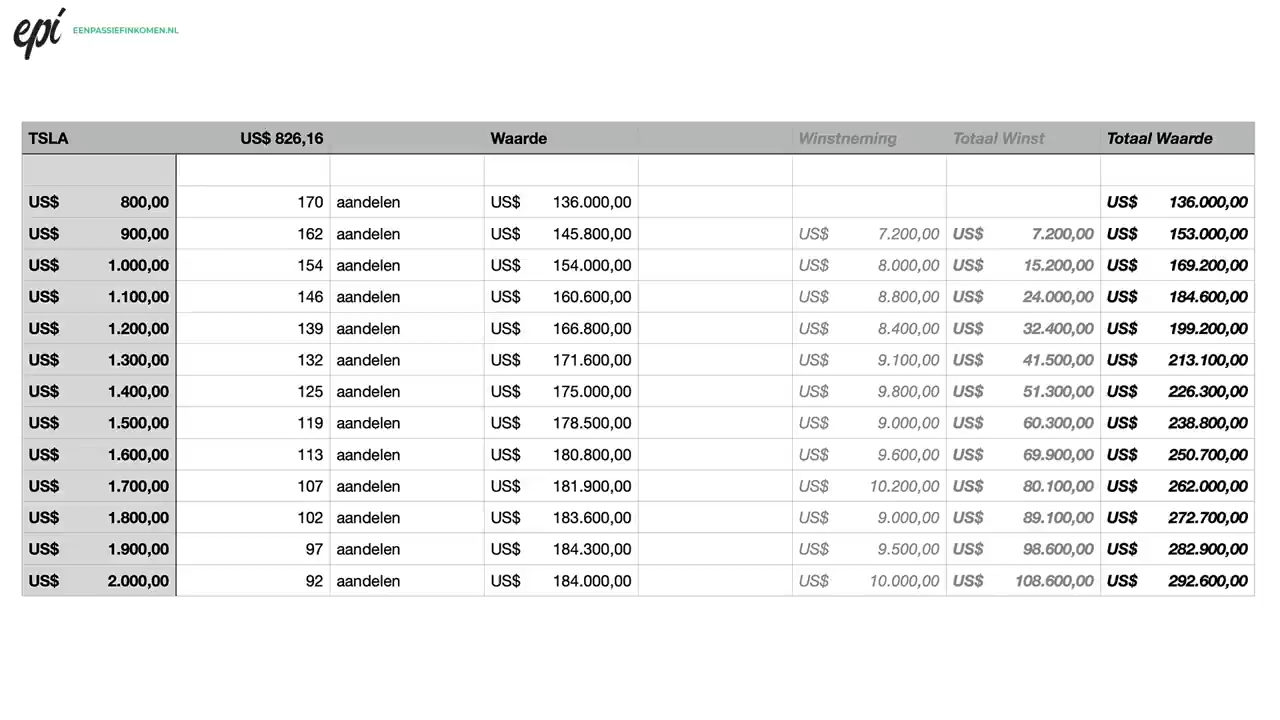 epi EENPASSIEFINKOMEN.NL
TSLA US$ 826,16 Waarde Winstneming Totaal Winst Totaal Waarde
US$ 800,00 170 aandelen US$ 136.000,00 US$ 136.000,00
US$ 900,00 162 aandelen US$ 145.800,00 US$ 7.200,00 US$ 7.200,00 US$ 153.000,00
US$ 1.000,00 154 aandelen US$ 154.000,00 US$ 8.000,00 US$ 15.200,00 US$ 169.200,00
US$ 1.100,00 146 aandelen US$ 160.600,00 US$ 8.800,00 US$ 24.000,00 US$ 184.600,00
US$ 1.200,00 139 aandelen US$ 166.800,00 US$ 8.400,00 US$ 32.400,00 US$ 199.200,00
US$ 1.300,00 132 aandelen US$ 171.600,00 US$ 9.100,00 US$ 41.500,00 US$ 213.100,00
US$ 1.400,00 125 aandelen US$ 175.000,00 US$ 9.800,00 US$ 51.300,00 US$ 226.300,00
US$ 1.500,00 119 aandelen US$ 178.500,00 US$ 9.000,00 US$ 60.300,00 US$ 238.800,00
US$ 1.600,00 113 aandelen US$ 180.800,00 US$ 9.600,00 US$ 69.900,00 US$ 250.700,00
US$ 1.700,00 107 aandelen US$ 181.900,00 US$ 10.200,00 US$ 80.100,00 US$ 262.000,00
US$ 1.800,00 102 aandelen US$ 183.600,00 US$ 9.000,00 US$ 89.100,00 US$ 272.700,00
US$ 1.900,00 97 aandelen US$ 184.300,00 US$ 9.500,00 US$ 98.600,00 US$ 282.900,00
US$ 2.000,00 92 aandelen US$ 184.000,00 US$ 10.000,00 US$ 108.600,00 US$ 292.600,00